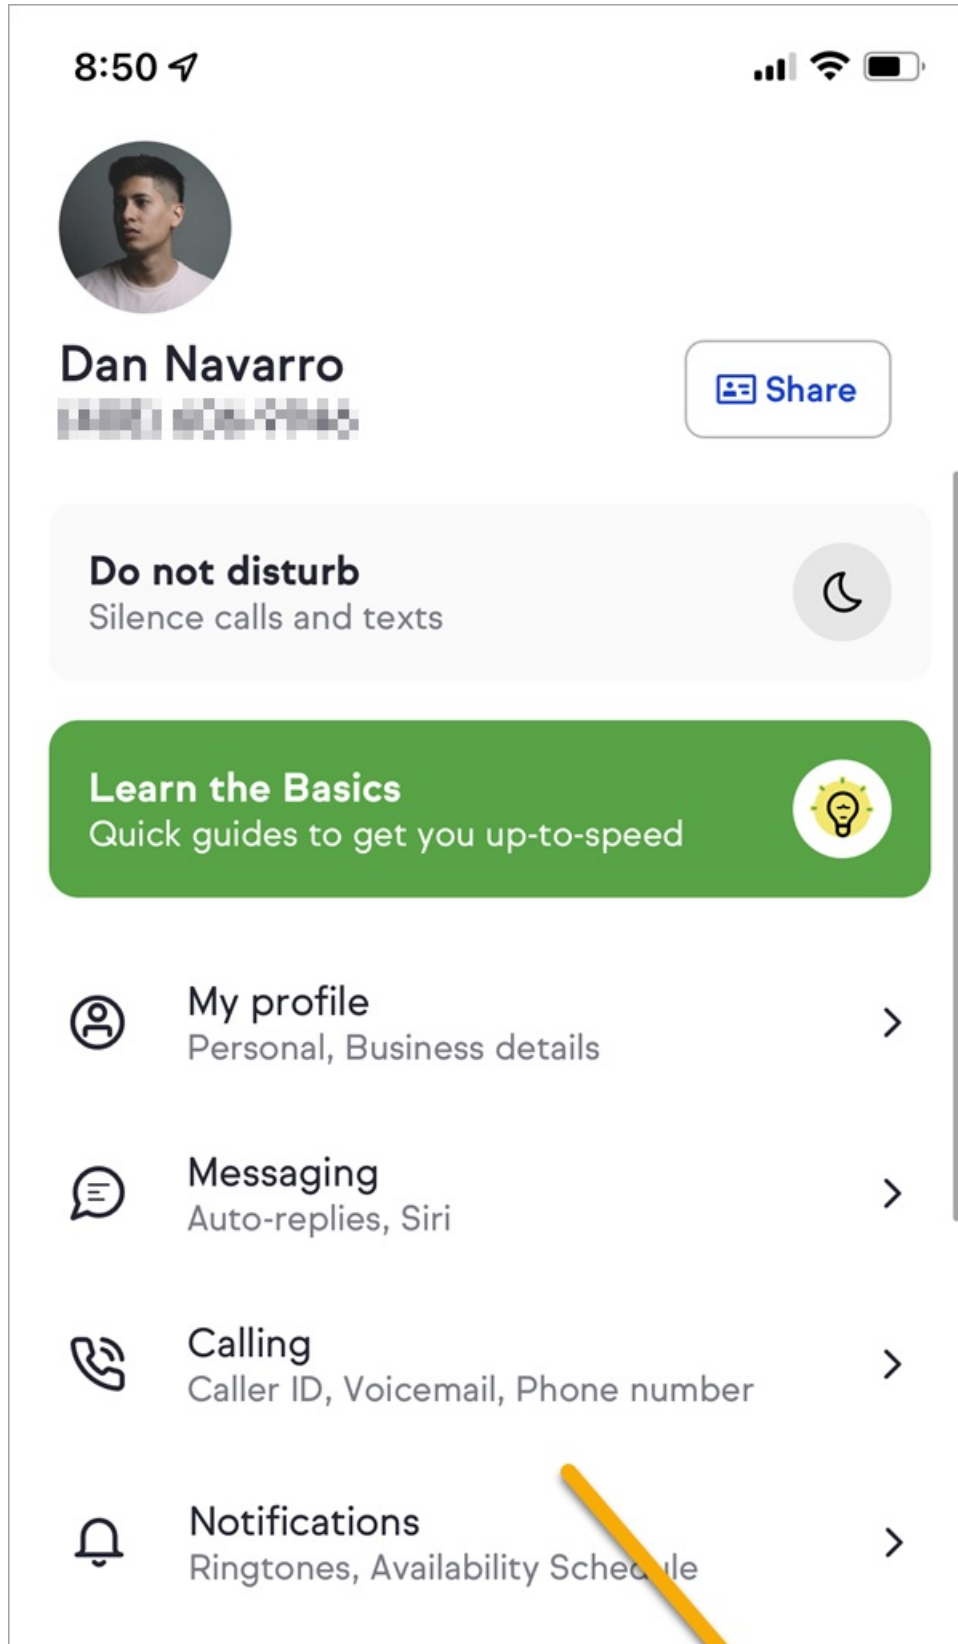 8:50
Dan Navarro
Share
Do not disturb
Silence calls and texts
Learn the Basics
Quick guides to get you up-to-speed
My profile
Personal, Business details
Messaging
Auto-replies, Siri
Calling
Caller ID, Voicemail, Phone number
Notifications
Ringtones, Availability Schedule